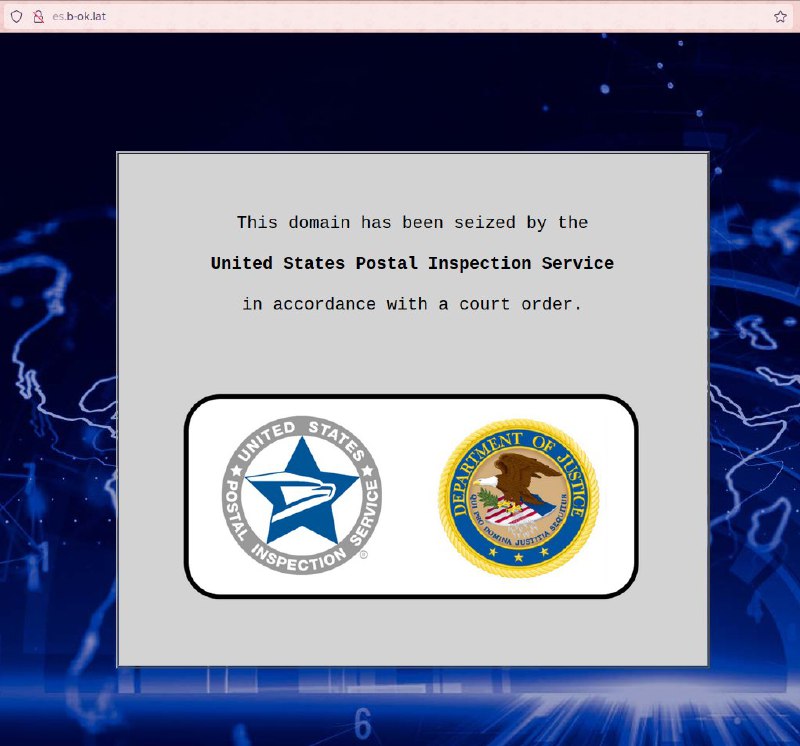 es.b-ok.lat
This domain has been seized by the
United States Postal Inspection Service
in accordance with a court order.
UNITED STATES
POSTAL INSPECTION SERVICE
®
DEPARTMENT OF JUSTICE
QUI PRO DOMINA JUSTITIA SEQUITUR
6